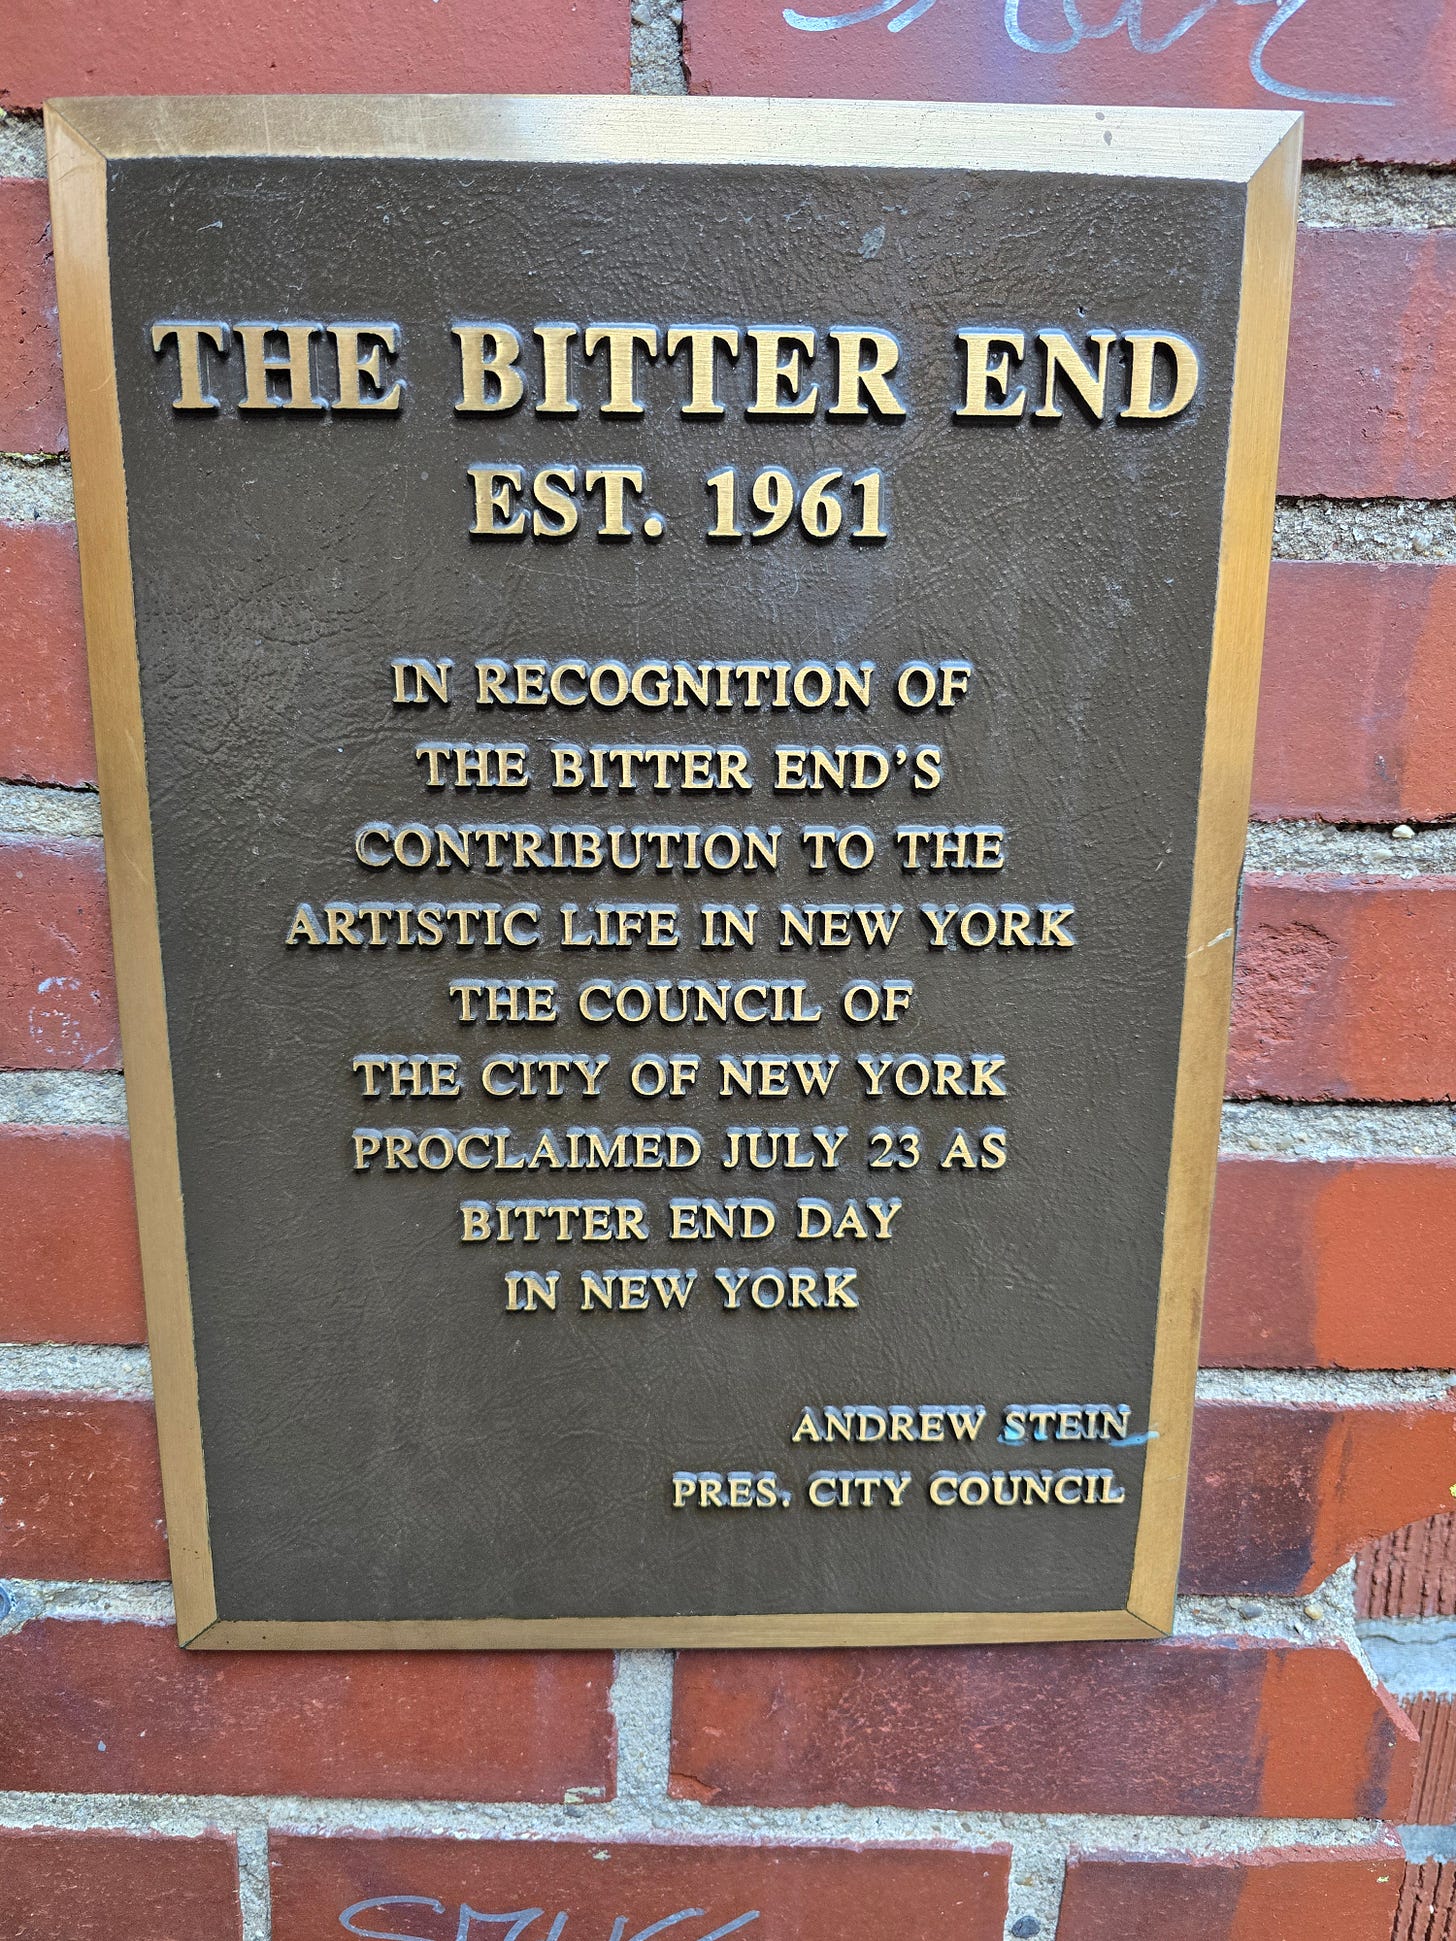 THE BITTER END
EST. 1961
IN RECOGNITION OF
THE BITTER END'S
CONTRIBUTION TO THE
ARTISTIC LIFE IN NEW YORK
THE COUNCIL OF
THE CITY OF NEW YORK
PROCLAIMED JULY 23 AS
BITTER END DAY
IN NEW YORK
ANDREW STEIN
PRES. CITY COUNCIL